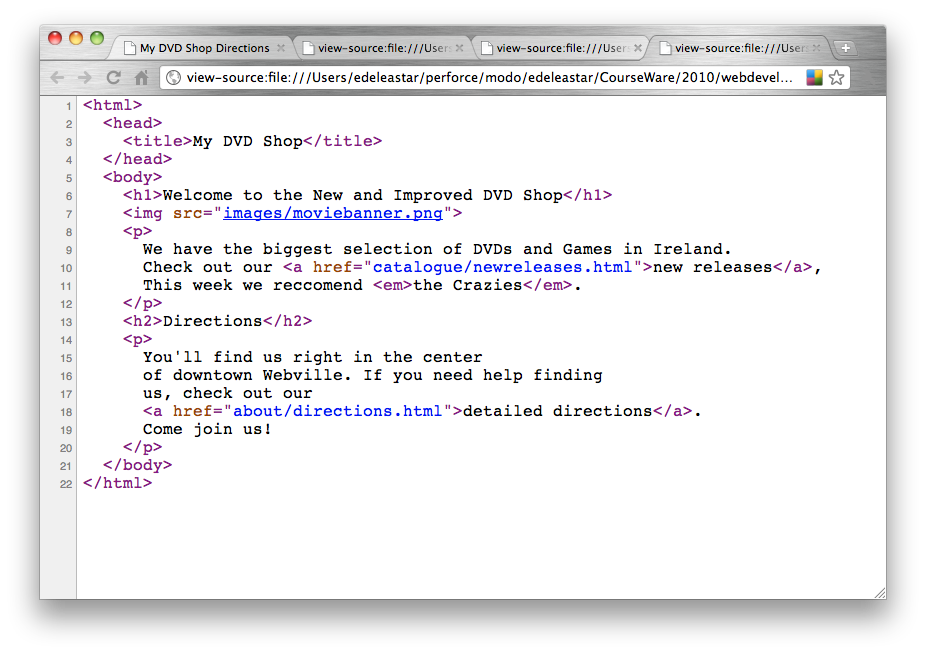 My DVD Shop Directions
view-source:file:///User
view-source:file:///User
view-source:file:///User
view-source:file:///Users/edeleastar/perforce/modo/edeleastar/CourseWare/2010/webdevel...
1 <html>
2   <head>
3     <title>My DVD Shop</title>
4   </head>
5   <body>
6     <h1>Welcome to the New and Improved DVD Shop</h1>
7     <img src="images/moviebanner.png">
8     <p>
9       We have the biggest selection of DVDs and Games in Ireland.
10       Check out our <a href="catalogue/newreleases.html">new releases</a>,
11       This week we reccomend <em>the Crazies</em>.
12     </p>
13     <h2>Directions</h2>
14     <p>
15       You'll find us right in the center
16       of downtown Webville. If you need help finding
17       us, check out our
18       <a href="about/directions.html">detailed directions</a>.
19       Come join us!
20     </p>
21   </body>
22 </html>